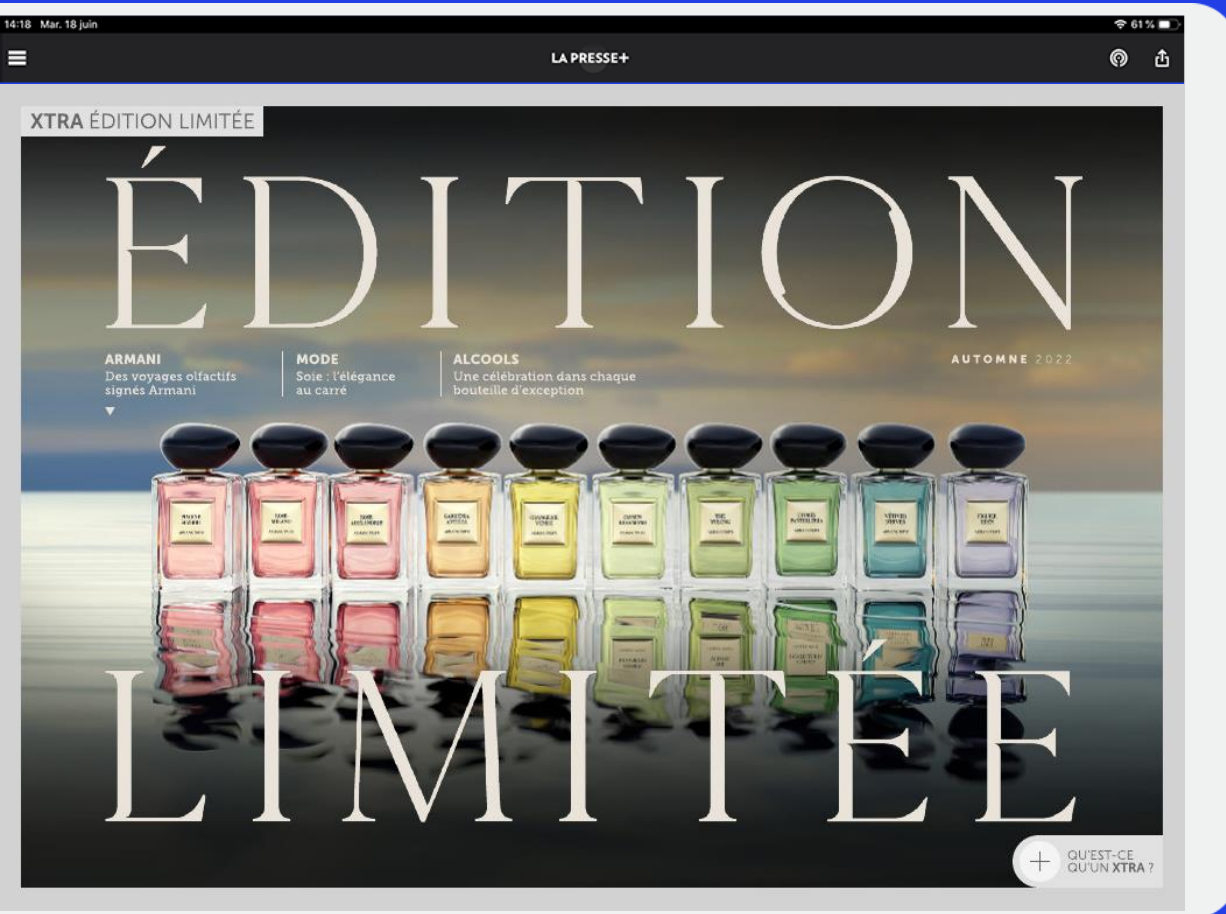 14:18 Mar. 18 juin
61 %
LA PRESSE+
XTRA ÉDITION LIMITÉE
ÉDITION
ARMANI
Des voyages olfactifs
signés Armani
MODE
Soie : l'élégance
au carré
ALCOOLS
Une célébration dans chaque
bouteille d'exception
AUTOMNE 2022
LIMITÉE
QU'EST-CE
QU'UN XTRA ?